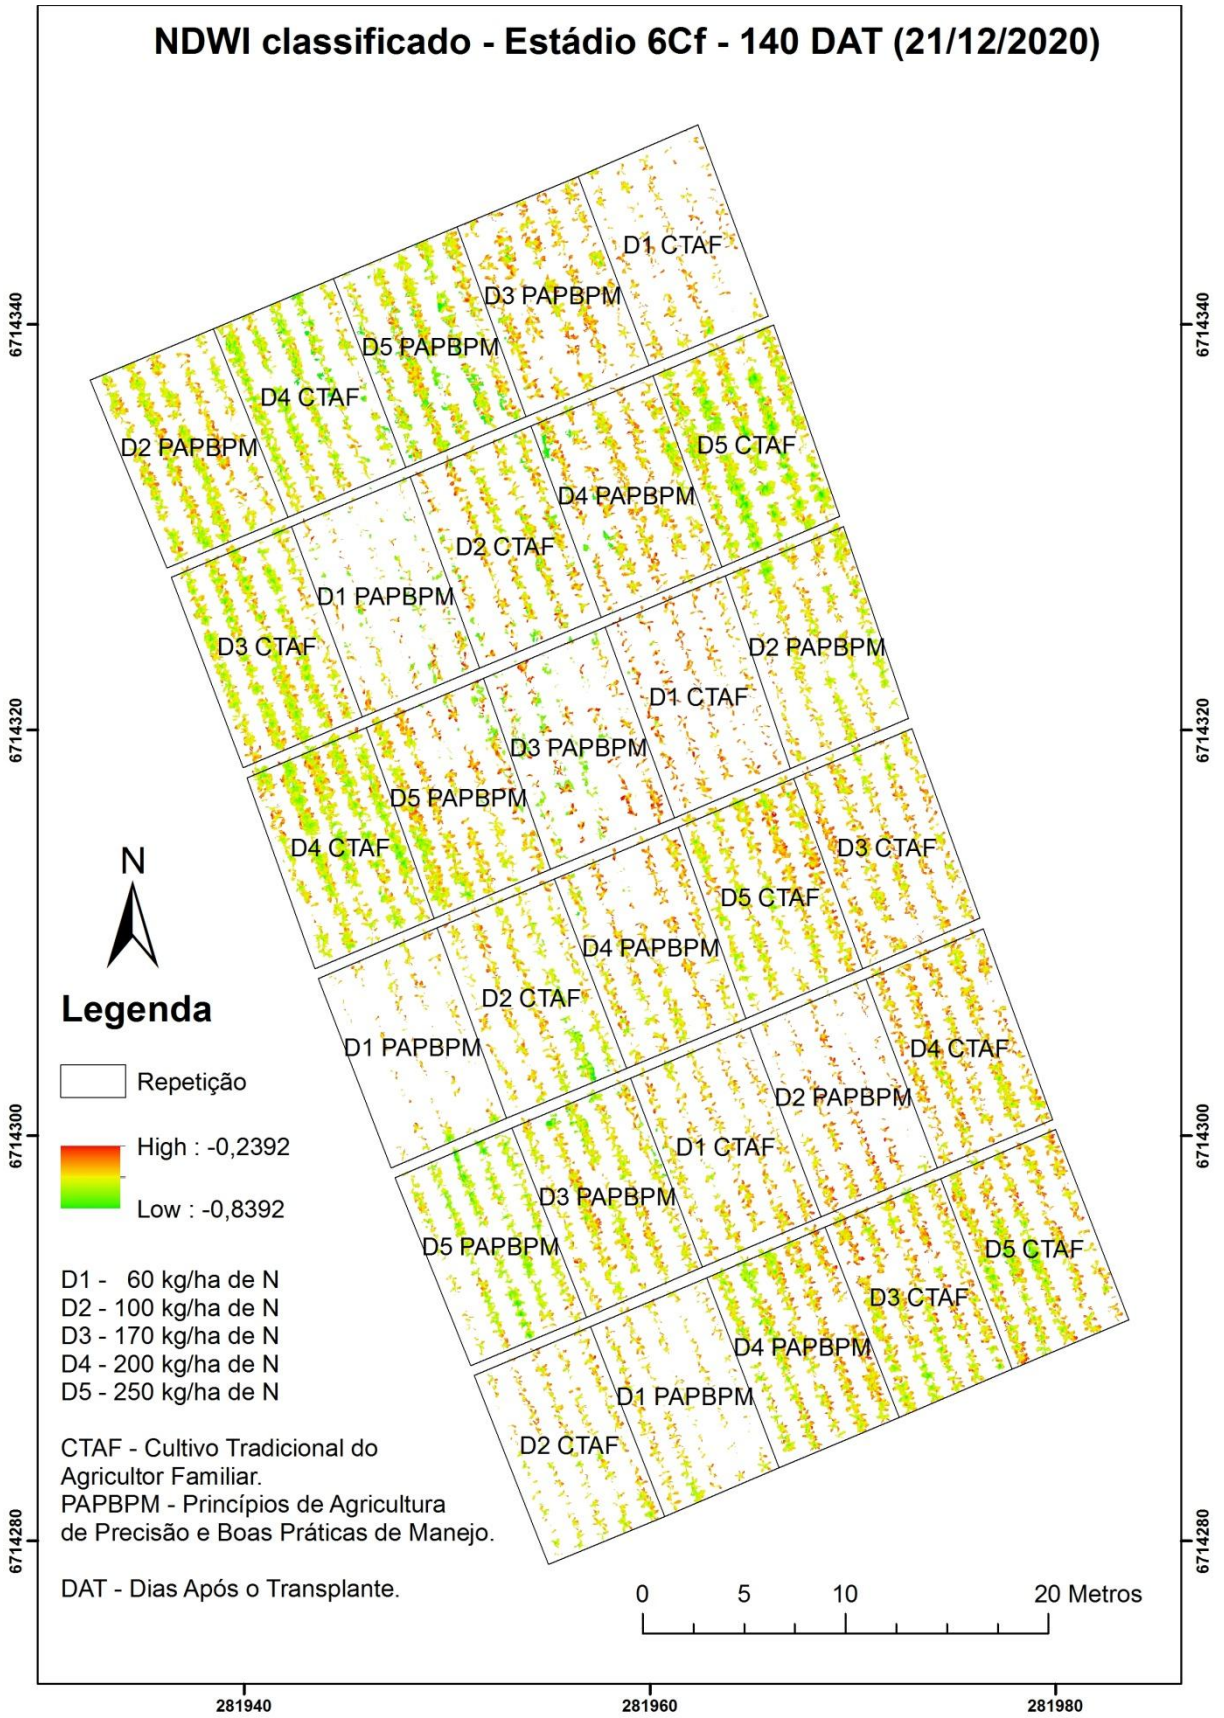 NDWI classificado - Estádio 6Cf - 140 DAT (21/12/2020)
D1 CTAF
D3 PAPBPM
D5 PAPBPM
D4 CTAF
D2 PAPBPM
D5 CTAF
D4 PAPBPM
D2 CTAF
D1 PAPBPM
D3 CTAF
D2 PAPBPM
D1 CTAF
D3 PAPBPM
D5 PAPBPM
D4 CTAF
D3 CTAF
D5 CTAF
D4 PAPBPM
D2 CTAF
D1 PAPBPM
D4 CTAF
D2 PAPBPM
D1 CTAF
D3 PAPBPM
D5 PAPBPM
D5 CTAF
D3 CTAF
D4 PAPBPM
D1 PAPBPM
D2 CTAF
N
Legenda
Repetição
High : -0,2392
Low : -0,8392
D1 - 60 kg/ha de N
D2 - 100 kg/ha de N
D3 - 170 kg/ha de N
D4 - 200 kg/ha de N
D5 - 250 kg/ha de N
CTAF - Cultivo Tradicional do
Agricultor Familiar.
PAPBPM - Princípios de Agricultura
de Precisão e Boas Práticas de Manejo.
DAT - Dias Após o Transplante.
0 5 10 20 Metros
6714340
6714320
6714300
6714280
6714340
6714320
6714300
6714280
281940 281960 281980